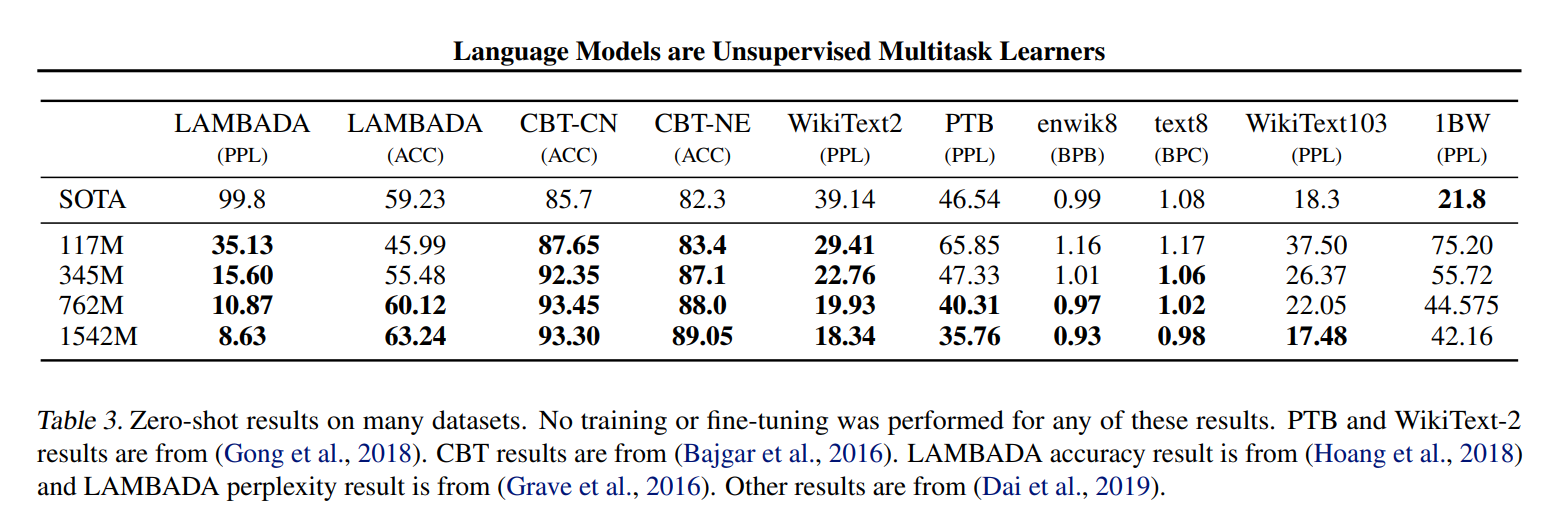 Language Models are Unsupervised Multitask Learners
LAMBADA LAMBADA CBT-CN CBT-NE WikiText2 PTB enwik8 text8 WikiText103 1BW
(PPL) (ACC) (ACC) (ACC) (PPL) (PPL) (BPB) (BPC) (PPL) (PPL)
SOTA 99.8 59.23 85.7 82.3 39.14 46.54 0.99 1.08 18.3 21.8
117M 35.13 45.99 87.65 83.4 29.41 65.85 1.16 1.17 37.50 75.20
345M 15.60 55.48 92.35 87.1 22.76 47.33 1.01 1.06 26.37 55.72
762M 10.87 60.12 93.45 88.0 19.93 40.31 0.97 1.02 22.05 44.575
1542M 8.63 63.24 93.30 89.05 18.34 35.76 0.93 0.98 17.48 42.16
Table 3. Zero-shot results on many datasets. No training or fine-tuning was performed for any of these results. PTB and WikiText-2
results are from (Gong et al., 2018). CBT results are from (Bajgar et al., 2016). LAMBADA accuracy result is from (Hoang et al., 2018)
and LAMBADA perplexity result is from (Grave et al., 2016). Other results are from (Dai et al., 2019).